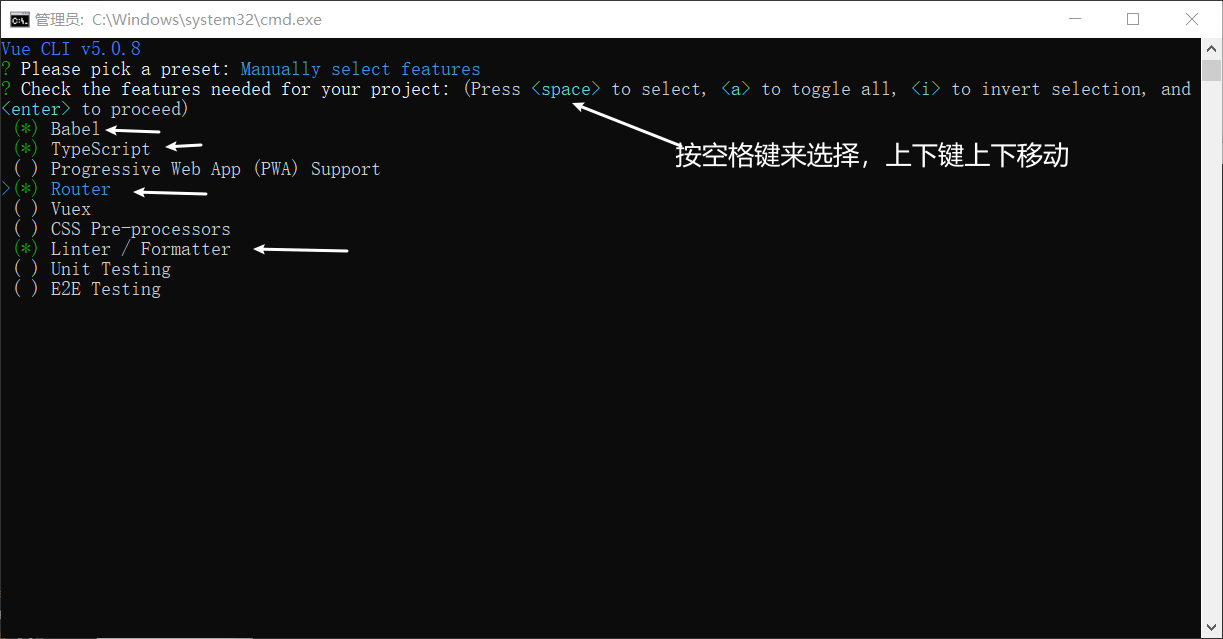 管理员: C:\Windows\system32\cmd.exe
Vue CLI v5.0.8
? Please pick a preset: Manually select features
? Check the features needed for your project: (Press <space> to select, <a> to toggle all, <i> to invert selection, and
<enter> to proceed)
(*) Babel
(*) TypeScript
按空格键来选择，上下键上下移动
( ) Progressive Web App (PWA) Support
>(*) Router
( ) Vuex
( ) CSS Pre-processors
(*) Linter / Formatter
( ) Unit Testing
( ) E2E Testing